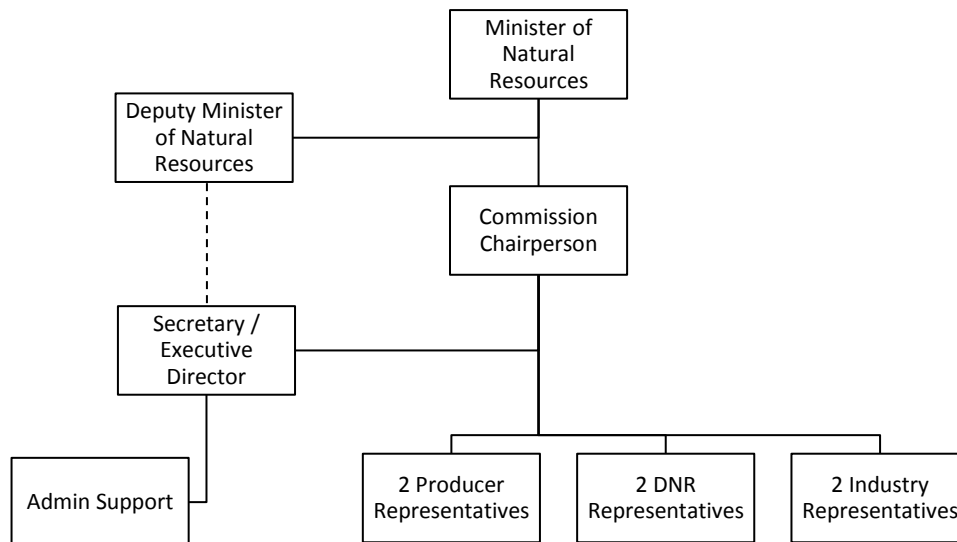 Minister of
Natural
Resources
Deputy Minister
of Natural
Resources
Commission
Chairperson
Secretary /
Executive
Director
Admin Support
2 Producer
Representatives
2 DNR
Representatives
2 Industry
Representatives